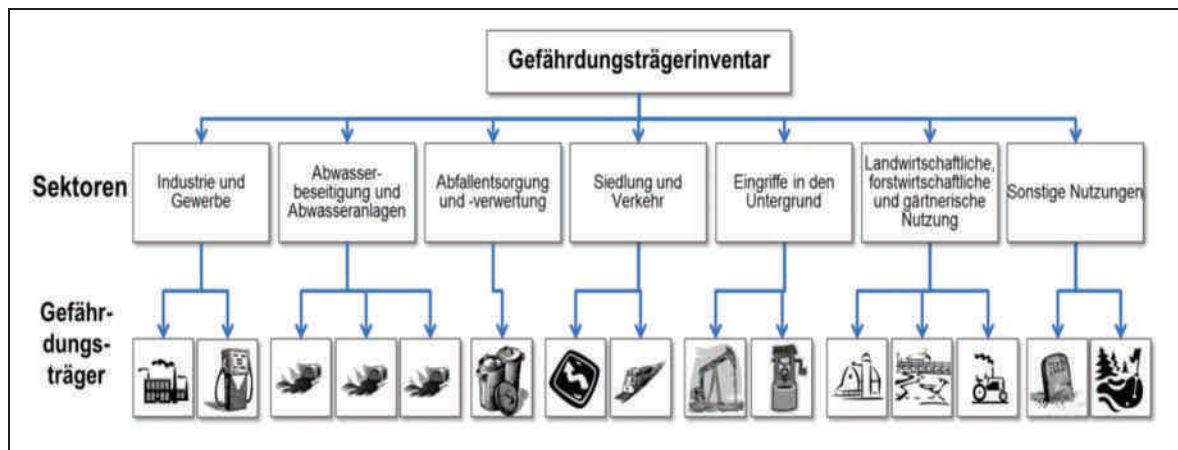 Gefährdungsträgerinventar
Sektoren
Industrie und
Gewerbe
Abwasser-
beseitigung und
Abwasseranlagen
Abfallentsorgung
und -verwertung
Siedlung und
Verkehr
Eingriffe in den
Untergrund
Landwirtschaftliche,
forstwirtschaftliche
und gärtnerische
Nutzung
Sonstige Nutzungen
Gefähr-
dungs-
träger